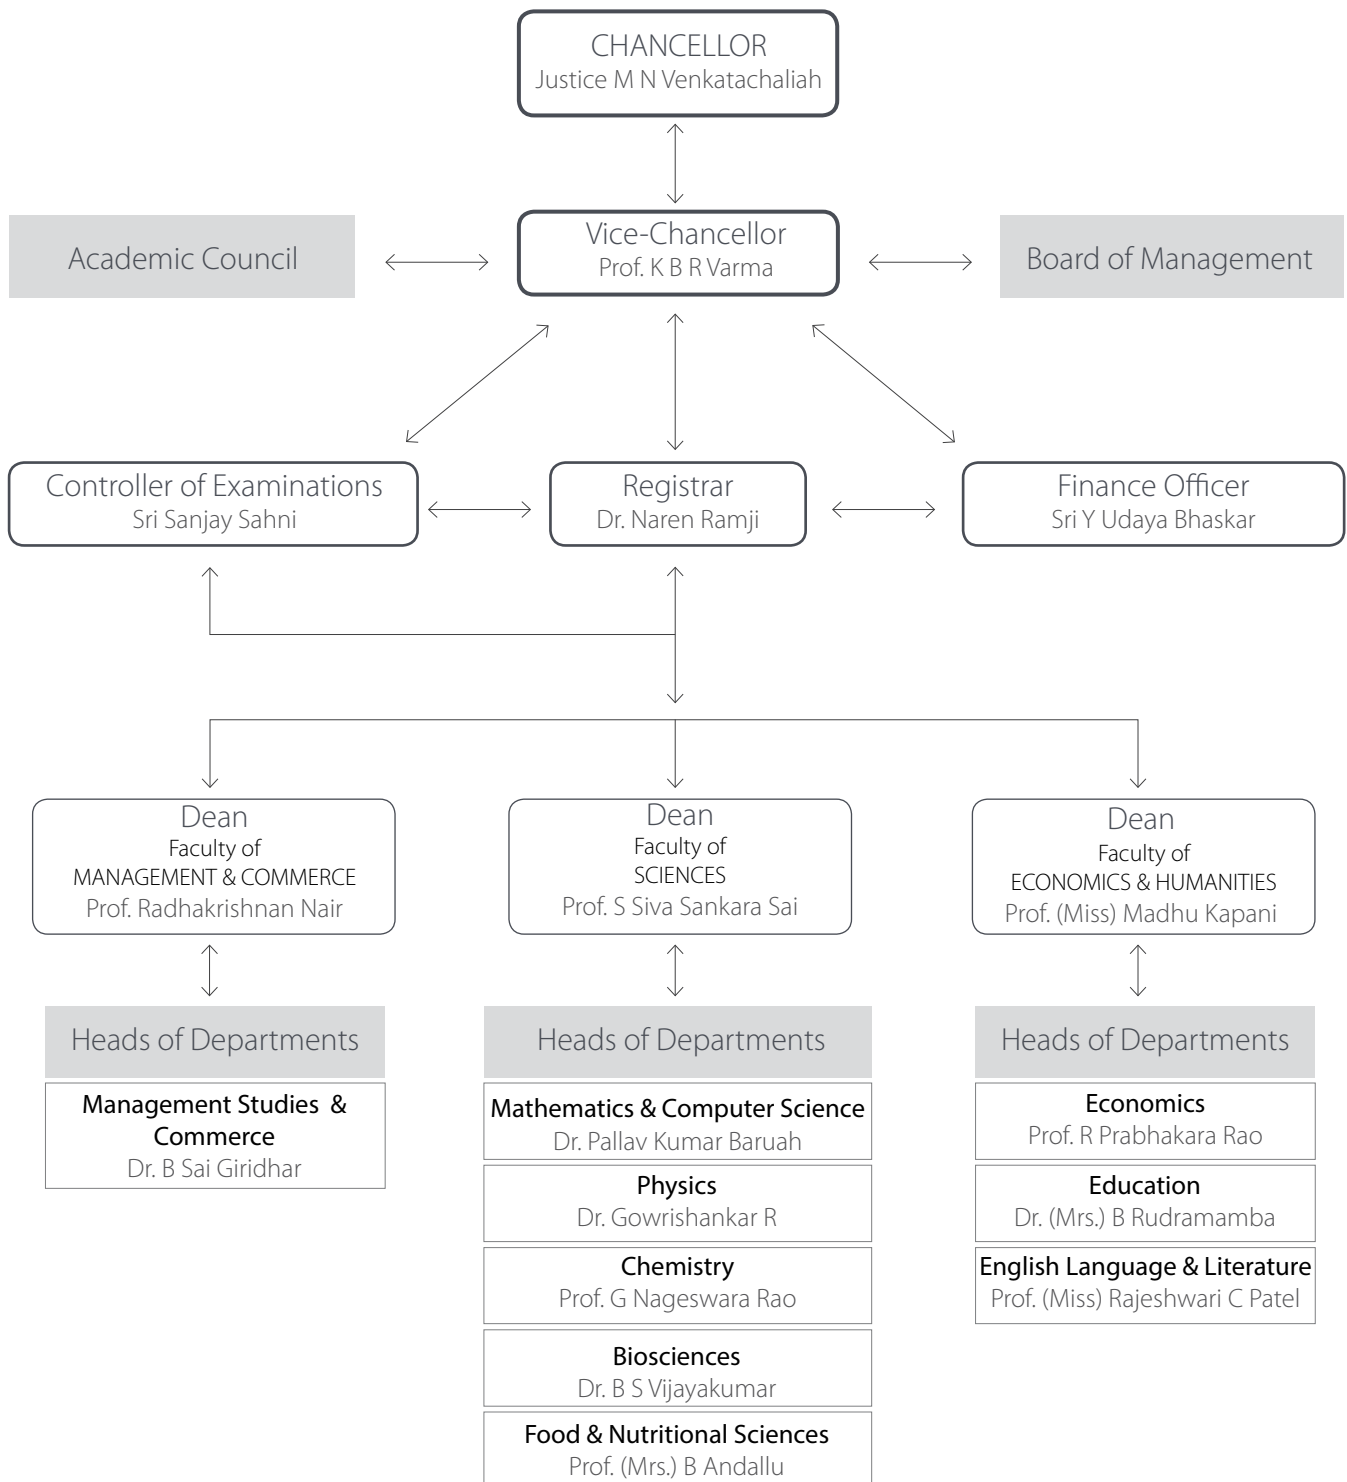 CHANCELLOR
Justice M N Venkatachaliah
Academic Council
Vice-Chancellor
Prof. K B R Varma
Board of Management
Controller of Examinations
Sri Sanjay Sahni
Registrar
Dr. Naren Ramji
Finance Officer
Sri Y Udaya Bhaskar
Dean
Faculty of
MANAGEMENT & COMMERCE
Prof. Radhakrishnan Nair
Dean
Faculty of
SCIENCES
Prof. S Siva Sankara Sai
Dean
Faculty of
ECONOMICS & HUMANITIES
Prof. (Miss) Madhu Kapani
Heads of Departments
Management Studies &
Commerce
Dr. B Sai Giridhar
Heads of Departments
Mathematics & Computer Science
Dr. Pallav Kumar Baruah
Physics
Dr. Gowrishankar R
Chemistry
Prof. G Nageswara Rao
Biosciences
Dr. B S Vijayakumar
Food & Nutritional Sciences
Prof. (Mrs.) B Andallu
Heads of Departments
Economics
Prof. R Prabhakara Rao
Education
Dr. (Mrs.) B Rudramamba
English Language & Literature
Prof. (Miss) Rajeshwari C Patel